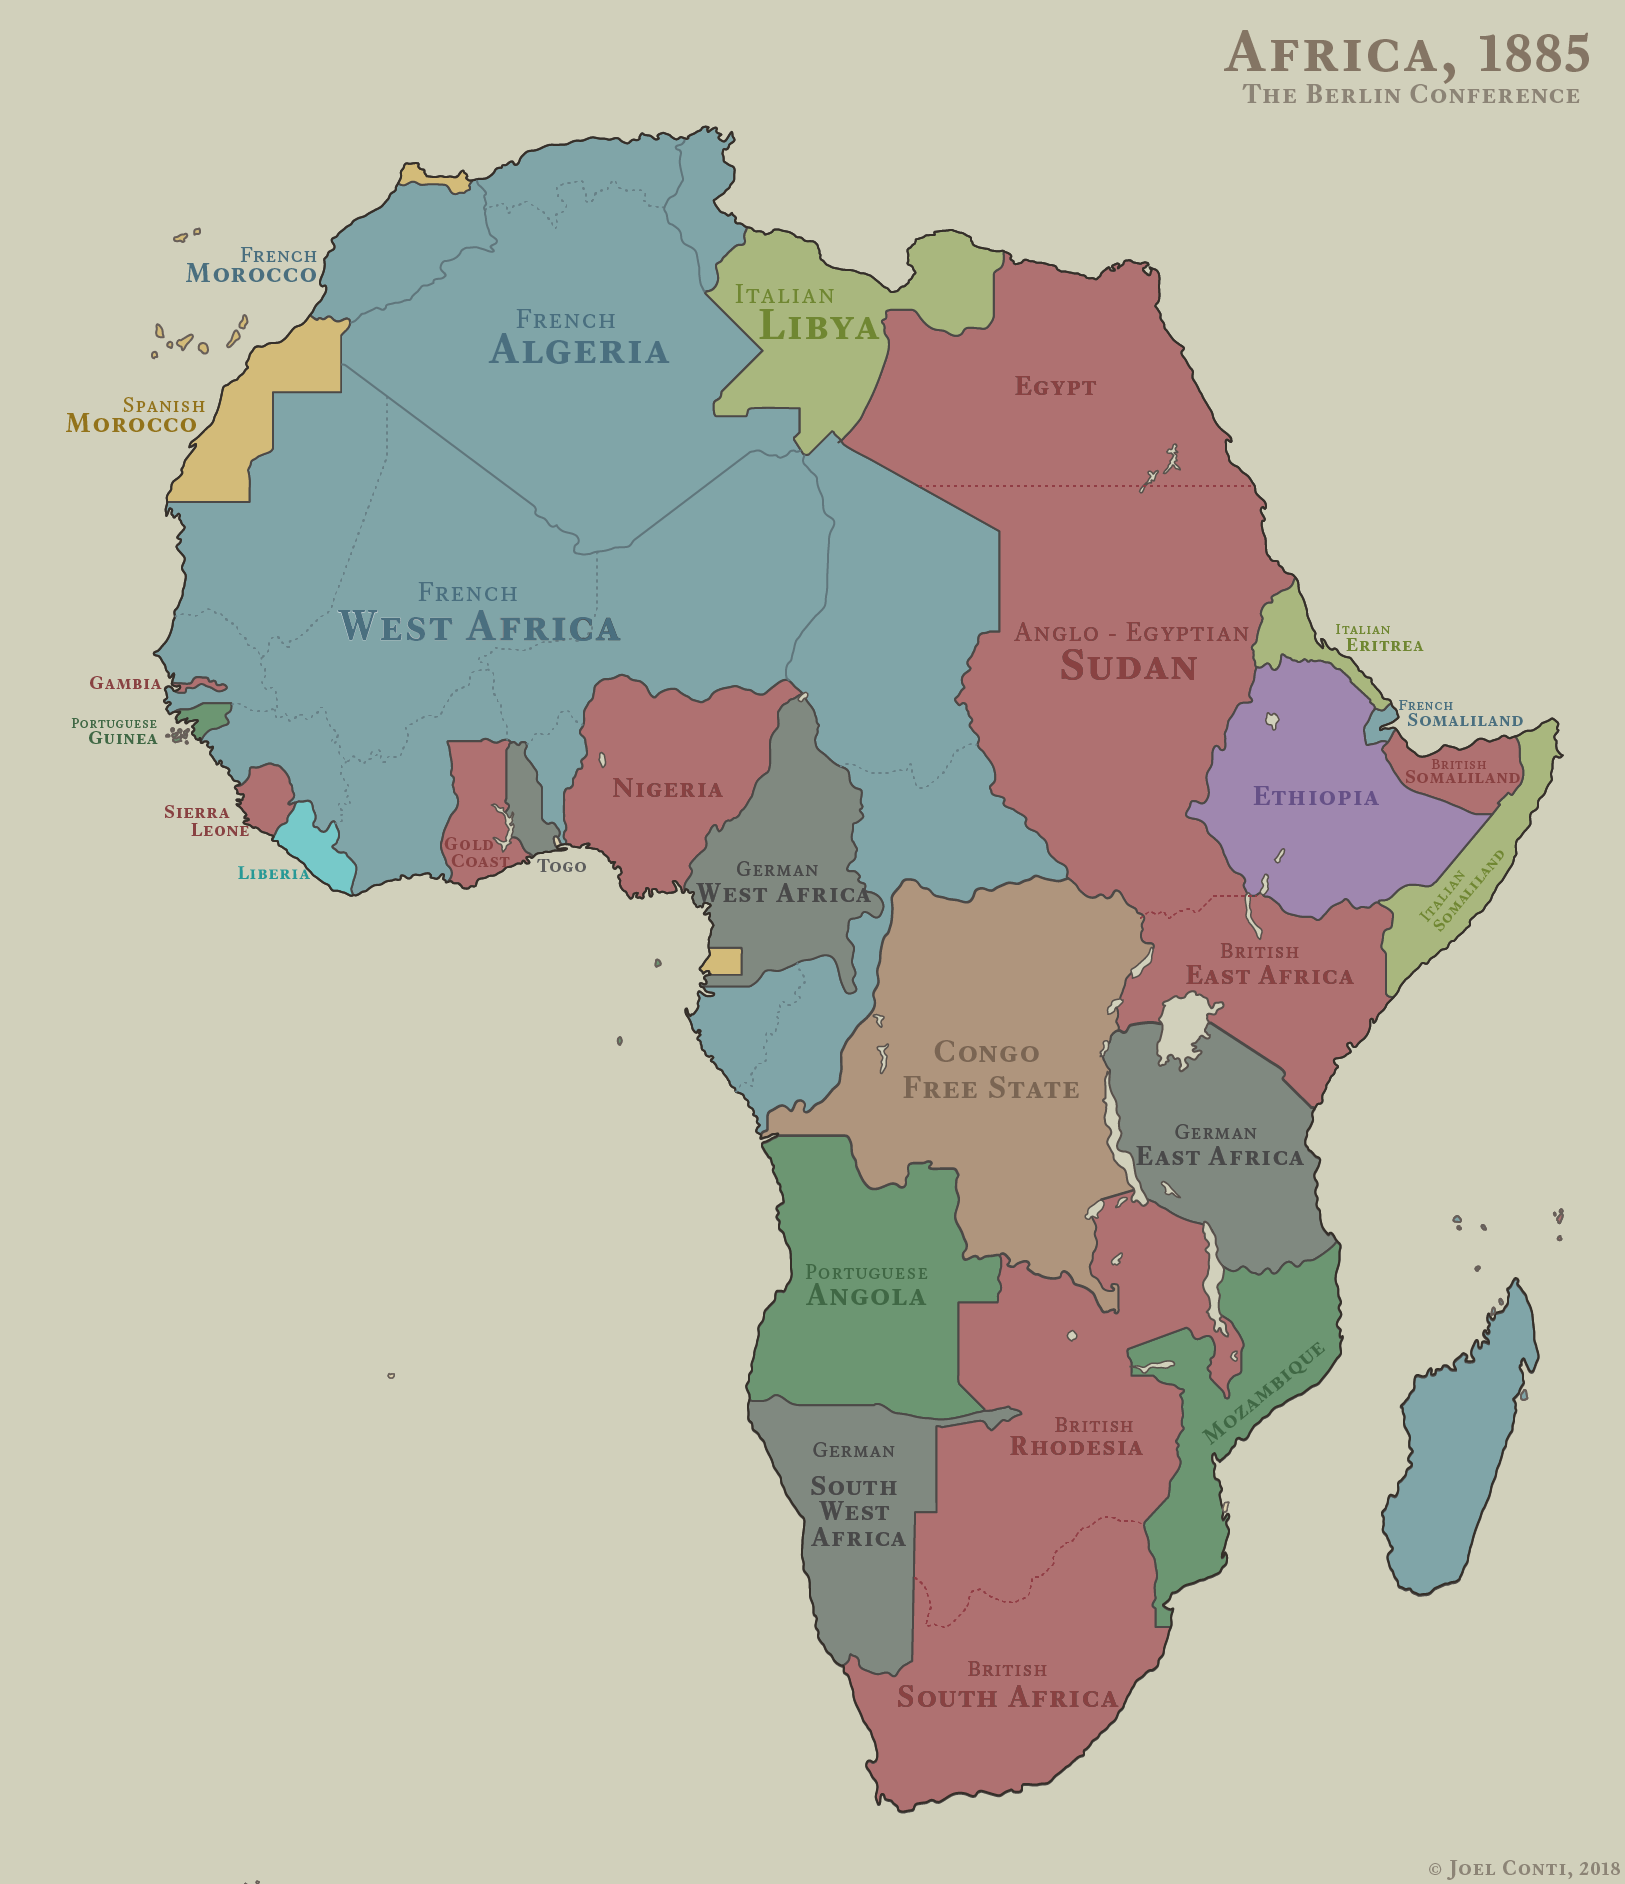 Africa, 1885
The Berlin Conference
French
Morocco
Spanish
Morocco
French
Algeria
Italian
Libya
Egypt
French
West Africa
Anglo - Egyptian
Sudan
Italian
Eritrea
French
Somaliland
British
Somaliland
Ethiopia
Italian
Somaliland
Gambia
Portuguese
Guinea
Sierra
Leone
Liberia
Gold
Coast
Togo
Nigeria
German
West Africa
British
East Africa
Congo
Free State
German
East Africa
Portuguese
Angola
Mozambique
British
Rhodesia
German
South
West
Africa
British
South Africa
© Joel Conti, 2018